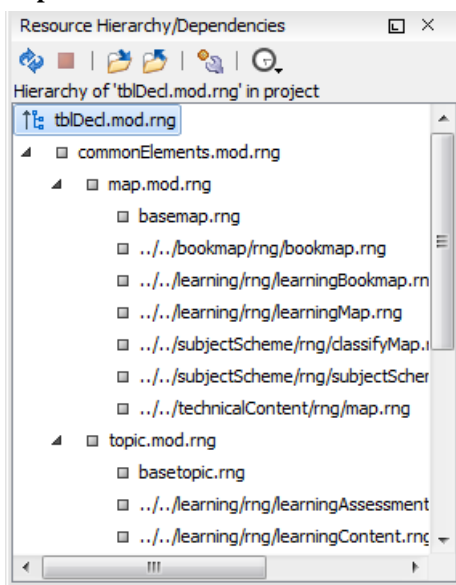 Resource Hierarchy/Dependencies
Hierarchy of 'tblDecl.mod.rng' in project
tblDecl.mod.rng
commonElements.mod.rng
map.mod.rng
basemap.rng
../../bookmap/rng/bookmap.rng
../../learning/rng/learningBookmap.rn
../../learning/rng/learningMap.rng
../../subjectScheme/rng/classifyMap.r
../../subjectScheme/rng/subjectScher
../../technicalContent/rng/map.rng
topic.mod.rng
basetopic.rng
../../learning/rng/learningAssessment
../../learning/rng/learningContent.rng